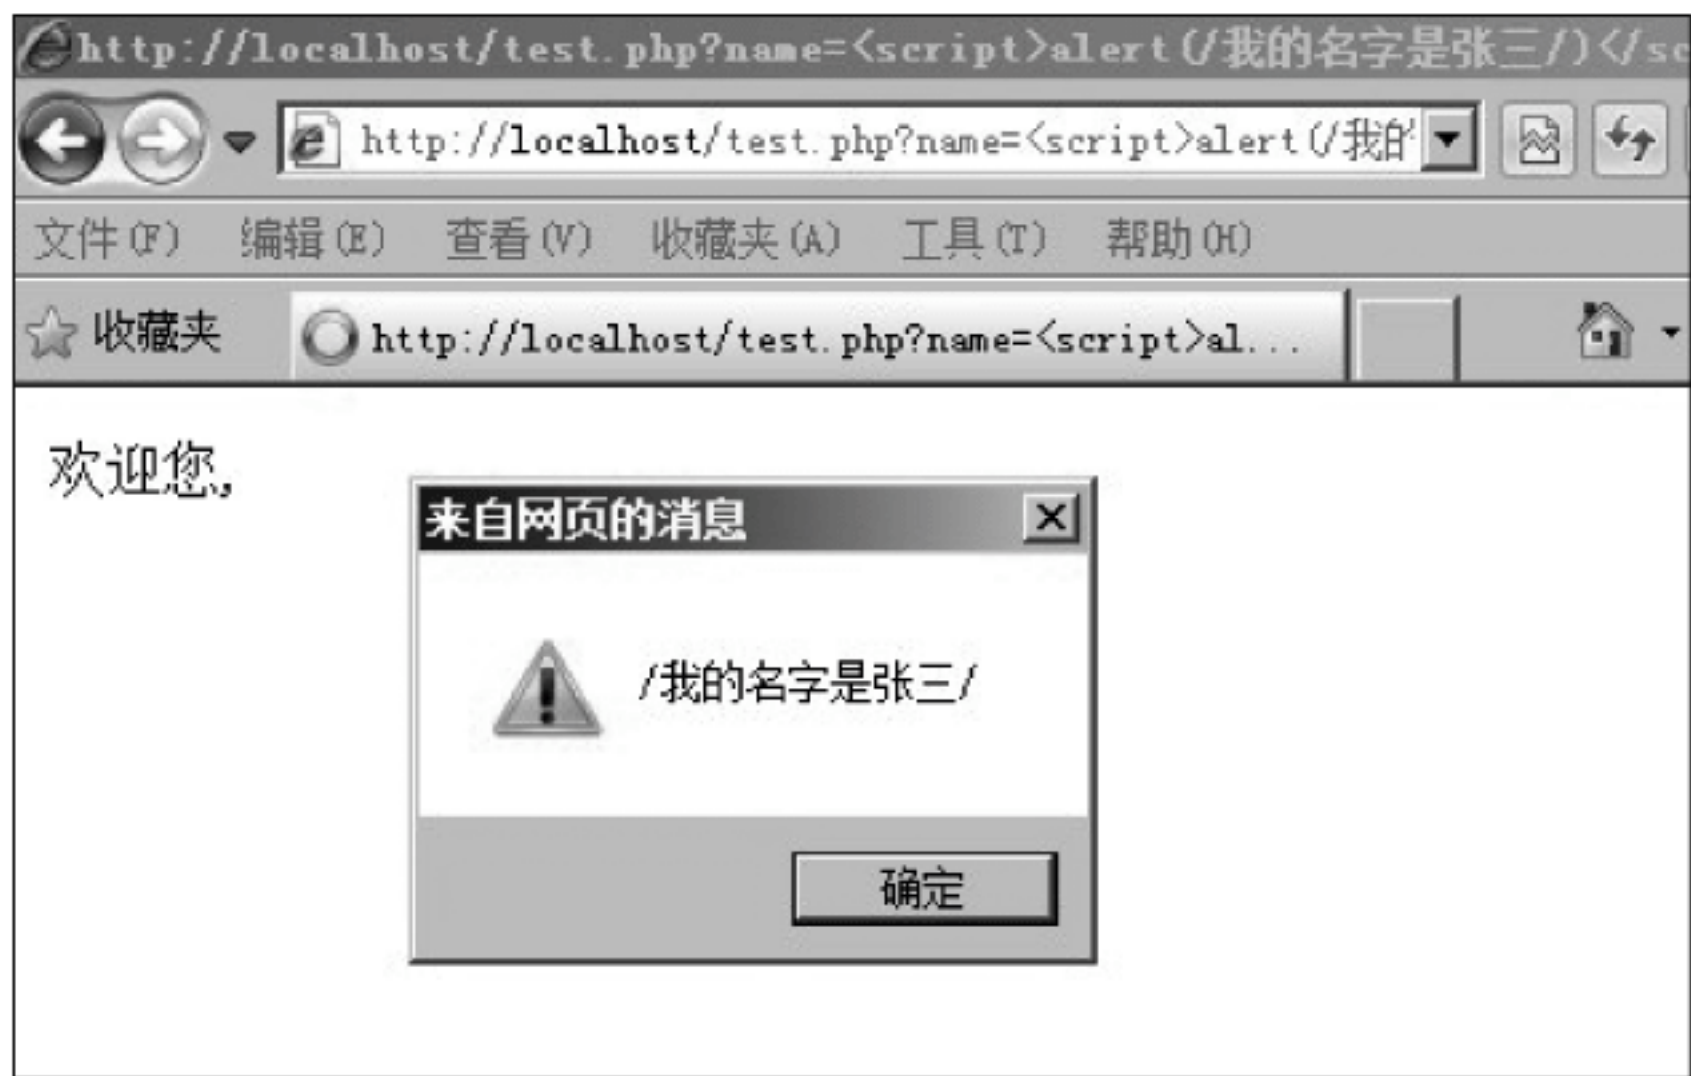 http://localhost/test.php?name=<script>alert(/我的名字是张三/)</sc
http://localhost/test.php?name=<script>alert(/我的
文件(F) 编辑(E) 查看(V) 收藏夹(A) 工具(T) 帮助(H)
收藏夹 http://localhost/test.php?name=<script>al...
欢迎您,
来自网页的消息
/我的名字是张三/
确定